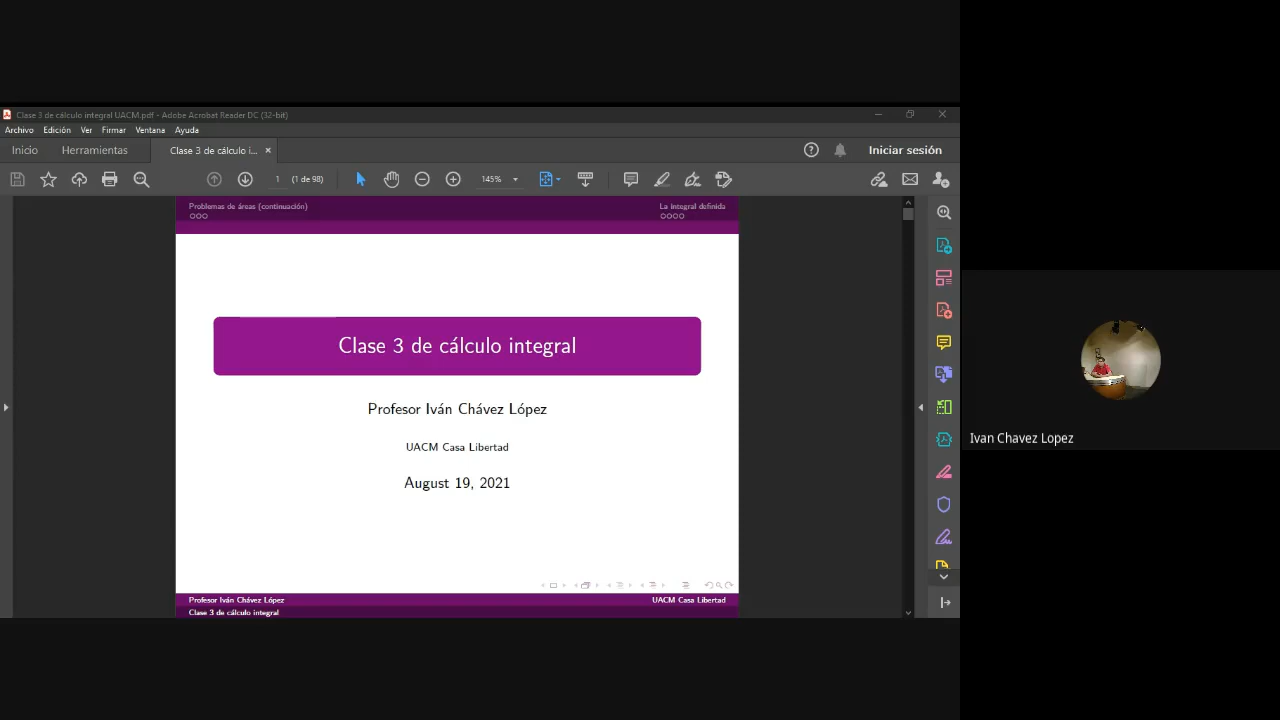 Clase 3 de cálculo integral UACM.pdf - Adobe Acrobat Reader DC (32-bit)
Archivo Edición Ver Firmar Ventana Ayuda
Inicio Herramientas Clase 3 de cálculo i... × Iniciar sesión
1 (1 de 98) 145%
Problemas de áreas (continuación) La integral definida
Clase 3 de cálculo integral
Profesor Iván Chávez López
UACM Casa Libertad
August 19, 2021
Profesor Iván Chávez López UACM Casa Libertad
Clase 3 de cálculo integral
Ivan Chavez Lopez